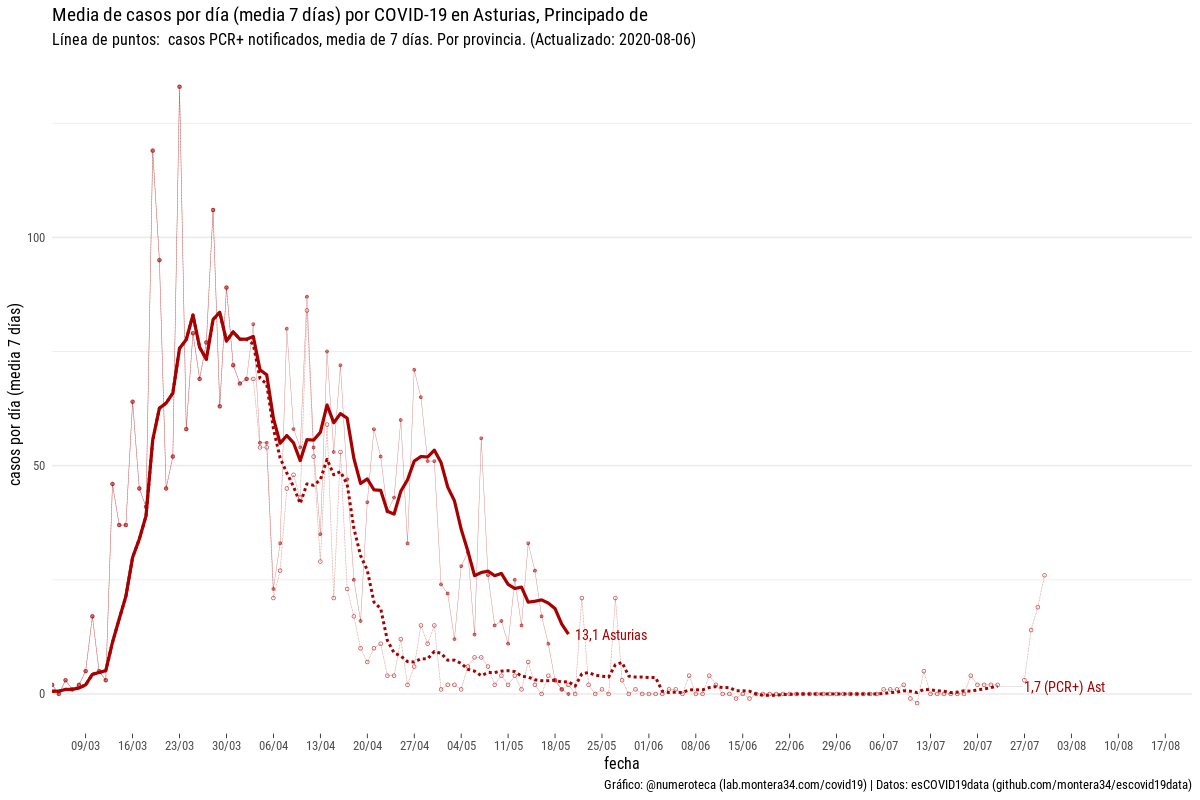 Media de casos por día (media 7 días) por COVID-19 en Asturias, Principado de
Línea de puntos:  casos PCR+ notificados, media de 7 días. Por provincia. (Actualizado: 2020-08-06)
casos por día (media 7 días)
100
50
0
13,1 Asturias
1,7 (PCR+) Ast
09/03 16/03 23/03 30/03 06/04 13/04 20/04 27/04 04/05 11/05 18/05 25/05 01/06 08/06 15/06 22/06 29/06 06/07 13/07 20/07 27/07 03/08 10/08 17/08
fecha
Gráfico: @numeroteca (lab.montera34.com/covid19) | Datos: esCOVID19data (github.com/montera34/escovid19data)